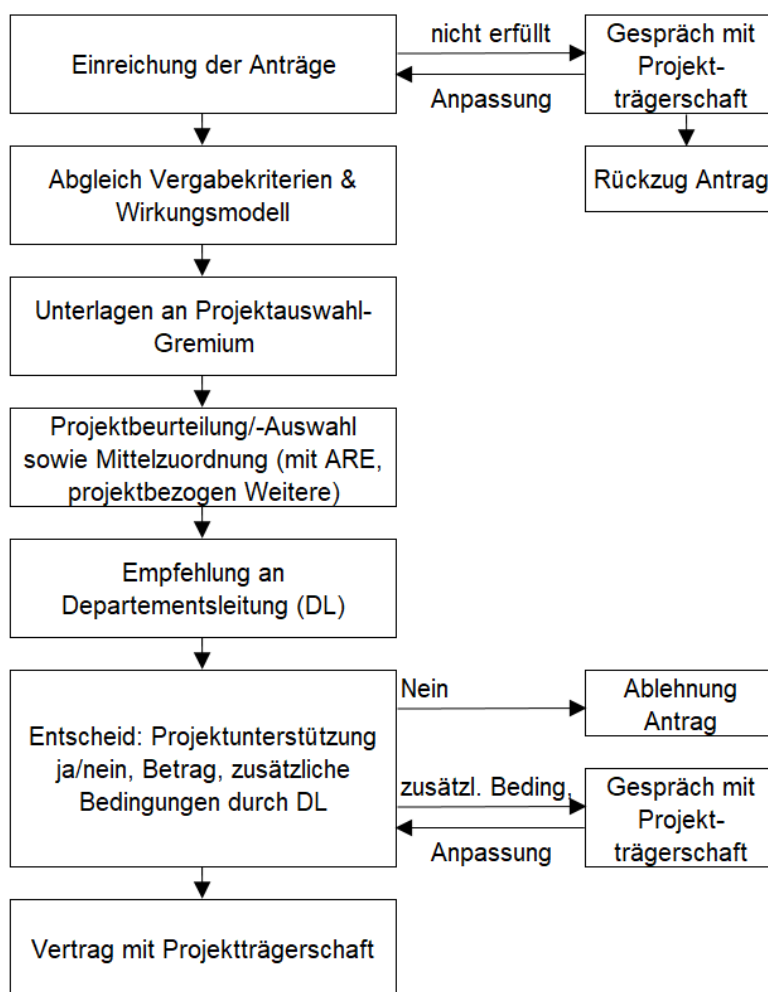 Einreichung der Anträge
nicht erfüllt
Anpassung
Gespräch mit
Projekt-
trägerschaft
Rückzug Antrag
Abgleich Vergabekriterien &
Wirkungsmodell
Unterlagen an Projektauswahl-
Gremium
Projektbeurteilung/-Auswahl
sowie Mittelzuordnung (mit ARE,
projektbezogen Weitere)
Empfehlung an
Departementsleitung (DL)
Entscheid: Projektunterstützung
ja/nein, Betrag, zusätzliche
Bedingungen durch DL
Nein
Ablehnung
Antrag
zusätzl. Beding,
Anpassung
Gespräch mit
Projekt-
trägerschaft
Vertrag mit Projektträgerschaft